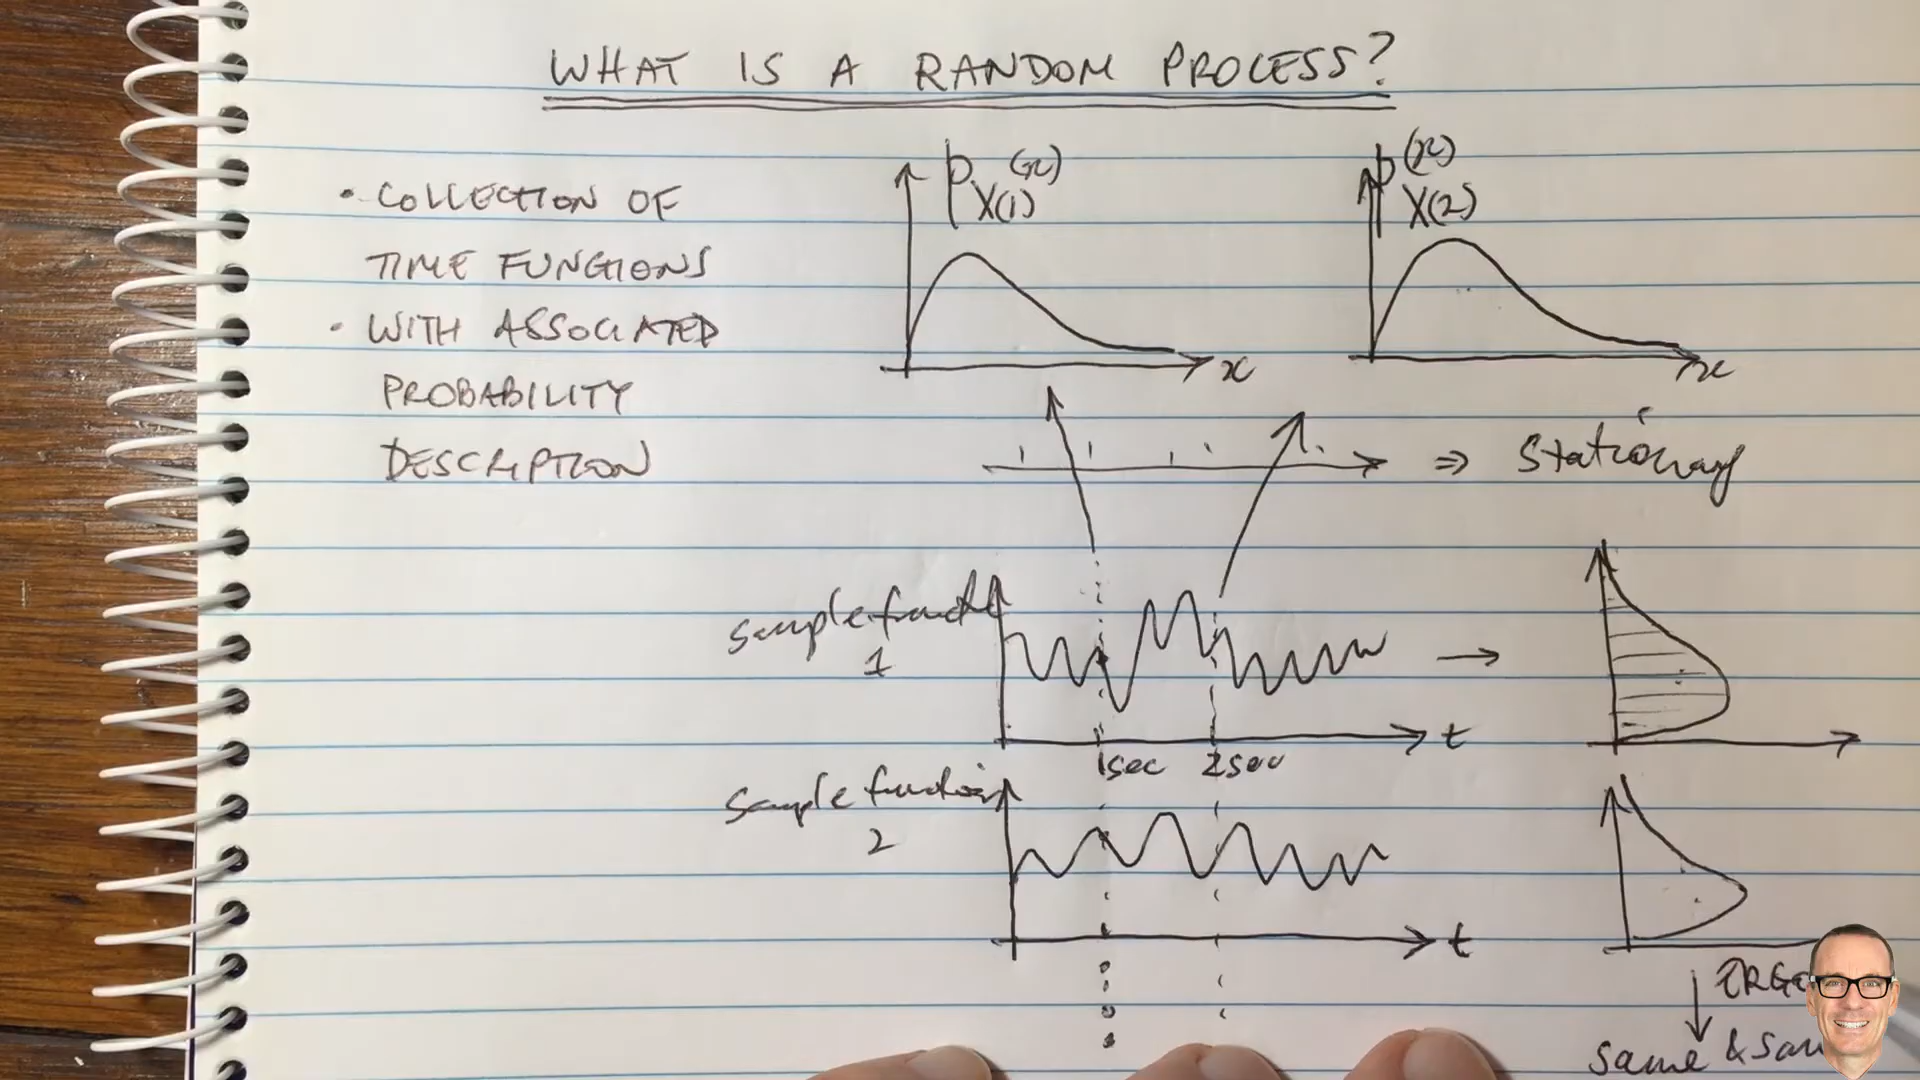 WHAT IS A RANDOM PROCESS?
• COLLECTION OF
TIME FUNCTIONS
• WITH ASSOCIATED
PROBABILITY
DESCRIPTION
p X(1) (x)
x
p X(2) (x)
x
⇒ Stationary
sample functi
1
t
1sec 2sec
sample function
2
t
same &